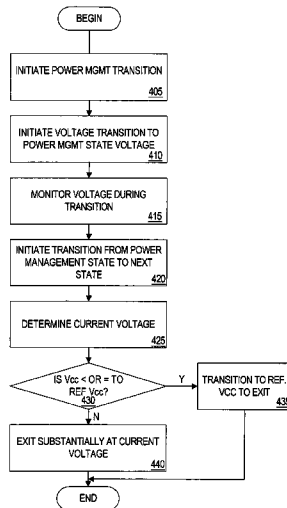 BEGIN
INITIATE POWER MGMT TRANSITION
405
INITIATE VOLTAGE TRANSITION TO
POWER MGMT STATE VOLTAGE
410
MONITOR VOLTAGE DURING
TRANSITION
415
INITIATE TRANSITION FROM POWER
MANAGEMENT STATE TO NEXT
STATE
420
DETERMINE CURRENT VOLTAGE
425
IS Vcc < OR = TO
REF Vcc?
430
Y
N
TRANSITION TO REF.
VCC TO EXIT
435
EXIT SUBSTANTIALLY AT CURRENT
VOLTAGE
440
END